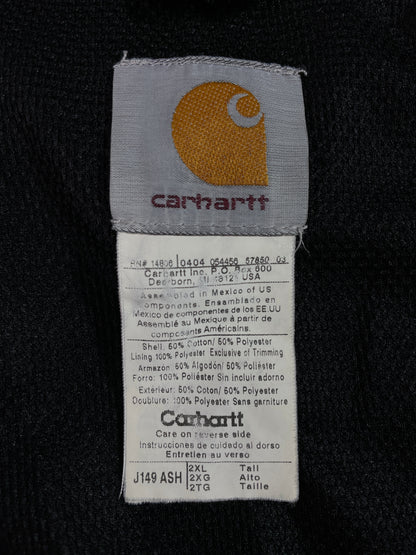 carhartt
RN# 14806 0404 054456 57850 03
Carhartt Inc. P.O. Box 600
Dearborn, MI 48121 USA
Assembled in Mexico of US
components. Ensamblado en
Mexico de componentes de los EE.UU
Assemblé au Mexique à partir de
composants Américains.
Shell: 50% Cotton/ 50% Polyester
Lining 100% Polyester Exclusive of Trimming
Armazon: 50% Algodón/ 50% Poliester
Forro: 100% Poliéster Sin incluir adorno
Extérieur: 50% Coton/ 50% Polyester
Doublure: 100% Polyester Sans garniture
Carhartt
Care on reverse side
Instrucciones de cuidado al dorso
Entretien au verso
J149 ASH
2XL Tall
2XG Alto
2TG Taille